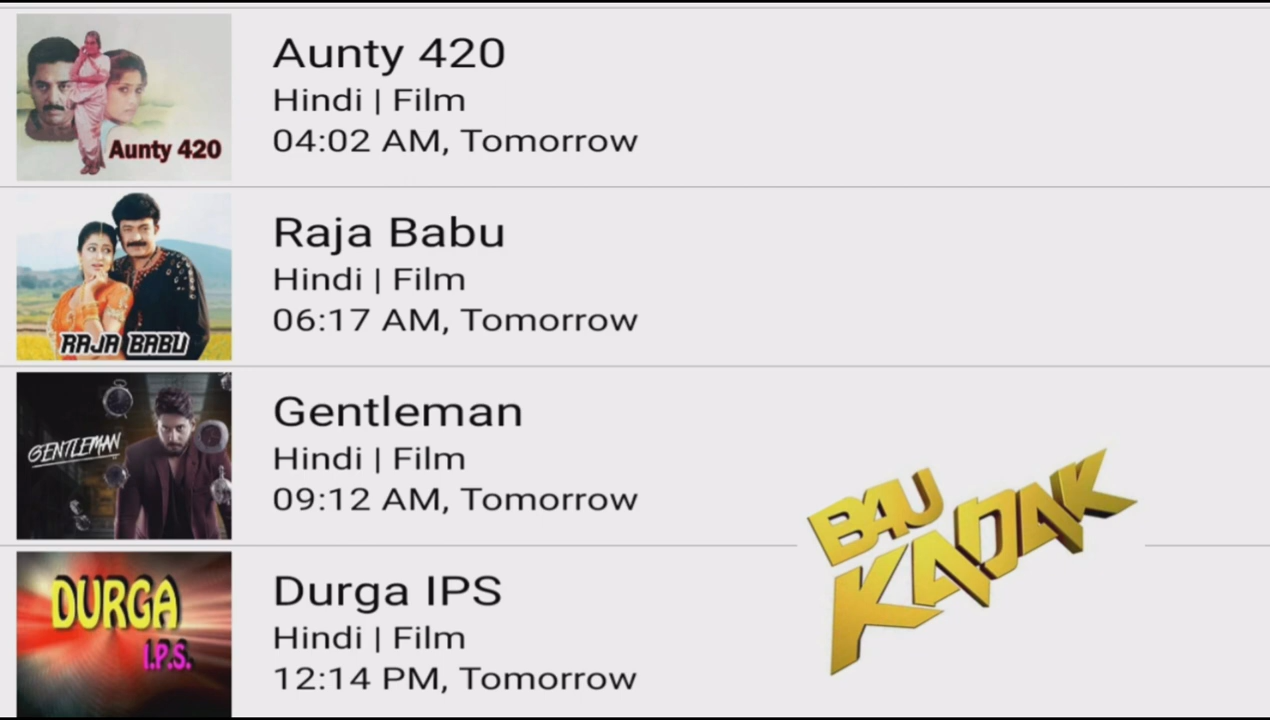 Aunty 420
Aunty 420
Hindi | Film
04:02 AM, Tomorrow
RAJA BABU
Raja Babu
Hindi | Film
06:17 AM, Tomorrow
GENTLEMAN
Gentleman
Hindi | Film
09:12 AM, Tomorrow
B4U
KADAK
DURGA
I.P.S.
Durga IPS
Hindi | Film
12:14 PM, Tomorrow